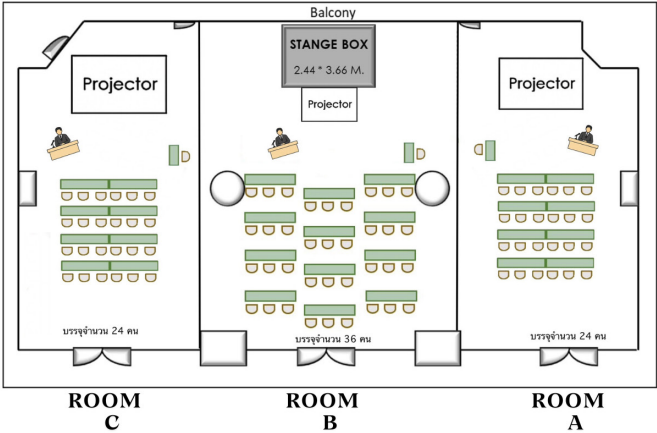 Balcony
STANGE BOX
2.44 * 3.66 M.
Projector
Projector
Projector
บรรจุจำนวน 24 คน
บรรจุจำนวน 36 คน
บรรจุจำนวน 24 คน
ROOM
C
ROOM
B
ROOM
A